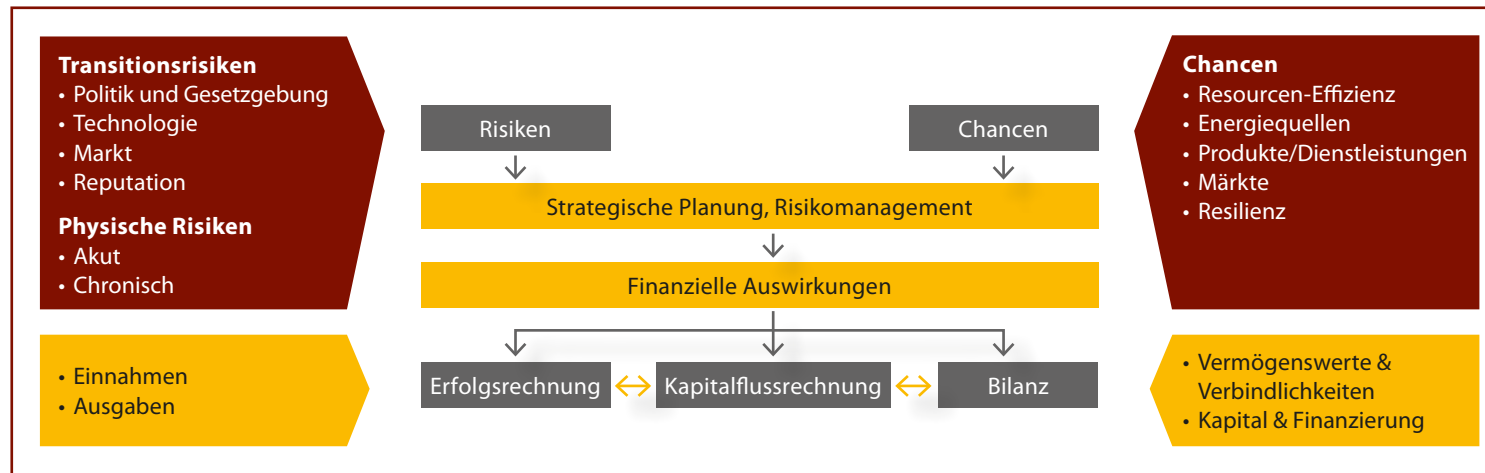 Transitionsrisiken
• Politik und Gesetzgebung
• Technologie
• Markt
• Reputation
Physische Risiken
• Akut
• Chronisch
• Einnahmen
• Ausgaben
Risiken
Chancen
Strategische Planung, Risikomanagement
Finanzielle Auswirkungen
Erfolgsrechnung
Kapitalflussrechnung
Bilanz
Chancen
• Resourcen-Effizienz
• Energiequellen
• Produkte/Dienstleistungen
• Märkte
• Resilienz
• Vermögenswerte &
Verbindlichkeiten
• Kapital & Finanzierung